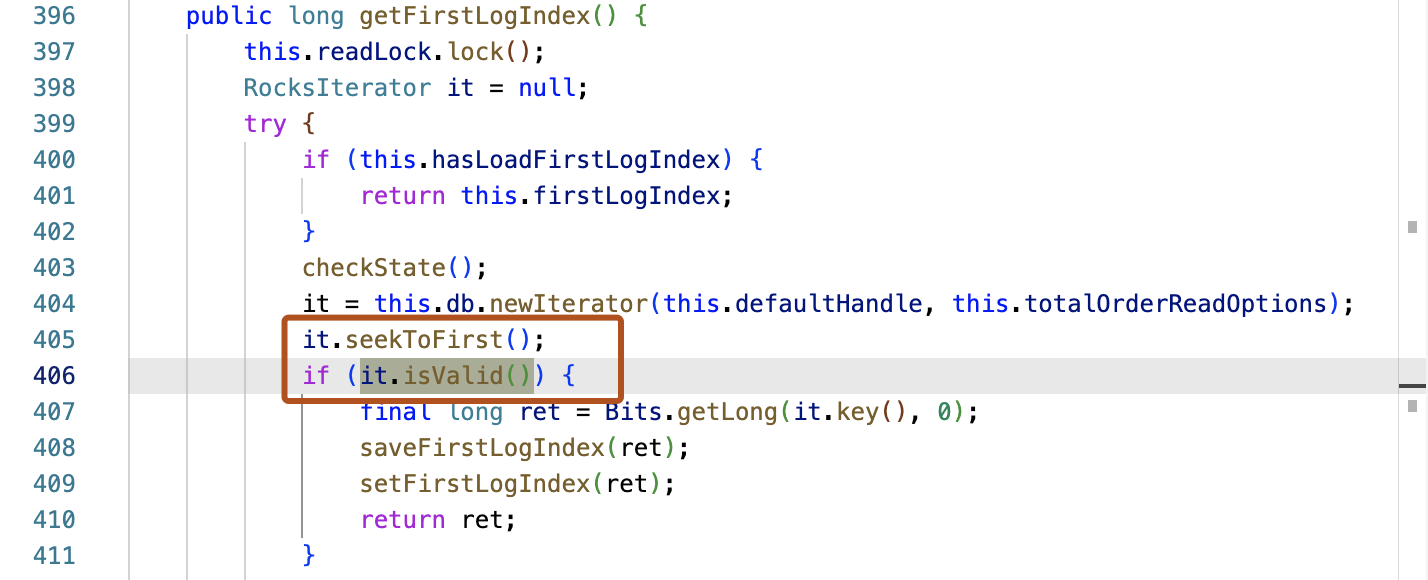 396 public long getFirstLogIndex() {
397 this.readLock.lock();
398 RocksIterator it = null;
399 try {
400 if (this.hasLoadFirstLogIndex) {
401 return this.firstLogIndex;
402 }
403 checkState();
404 it = this.db.newIterator(this.defaultHandle, this.totalOrderReadOptions);
405 it.seekToFirst();
406 if (it.isValid()) {
407 final long ret = Bits.getLong(it.key(), 0);
408 saveFirstLogIndex(ret);
409 setFirstLogIndex(ret);
410 return ret;
411 }